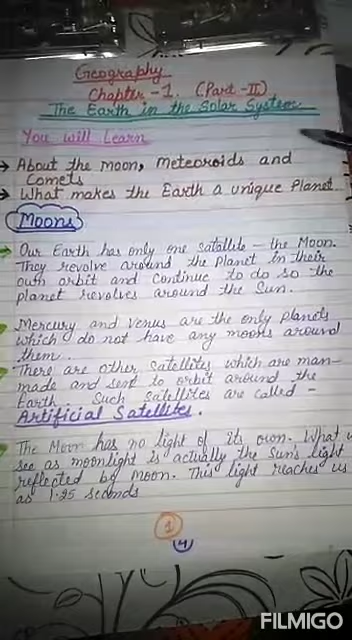 Geography
Chapter - 1. (Part - II)
The Earth in the Solar System
You will Learn
→ About the Moon, Meteoroids and
Comets
→ What makes the Earth a unique Planet.
Moons
Our Earth has only one satallite - the Moon.
They revolve around the Planet in their
own orbit and continue to do so the
planet revolves around the Sun.
Mercury and Venus are the only planets
which do not have any moons around
them.
There are other satellites which are man-
made and sent to orbit around the
Earth. Such satellites are called -
Artificial Satellites.
The Moon has no light of its own. What
see as moonlight is actually the Sun's light
reflected by Moon. This light reaches us
as 1.25 seconds
1
4
FILMIGO